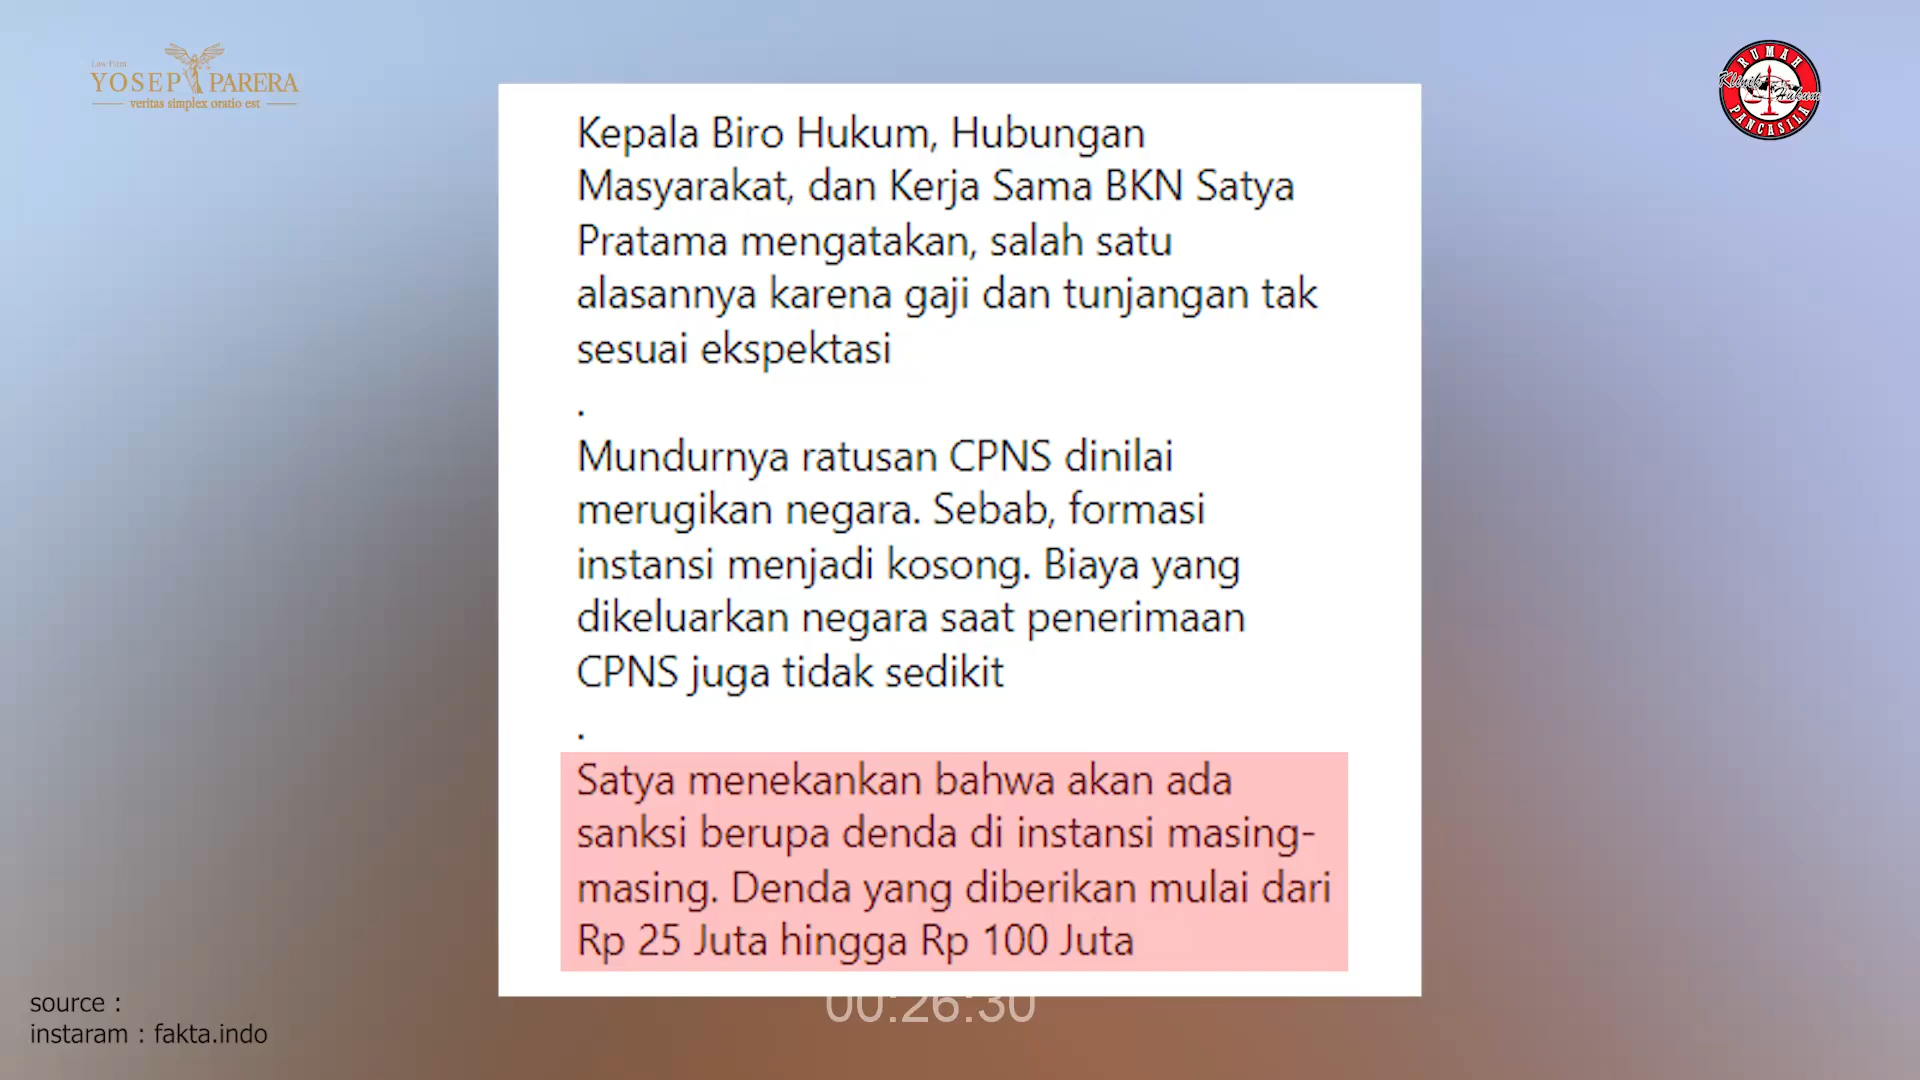 Law Firm
YOSEP PARERA
veritas simplex oratio est
RUMAH
Klinik Hukum
PANCASILA
Kepala Biro Hukum, Hubungan
Masyarakat, dan Kerja Sama BKN Satya
Pratama mengatakan, salah satu
alasannya karena gaji dan tunjangan tak
sesuai ekspektasi
.
Mundurnya ratusan CPNS dinilai
merugikan negara. Sebab, formasi
instansi menjadi kosong. Biaya yang
dikeluarkan negara saat penerimaan
CPNS juga tidak sedikit
.
Satya menekankan bahwa akan ada
sanksi berupa denda di instansi masing-
masing. Denda yang diberikan mulai dari
Rp 25 Juta hingga Rp 100 Juta
00:26:30
source :
instaram : fakta.indo